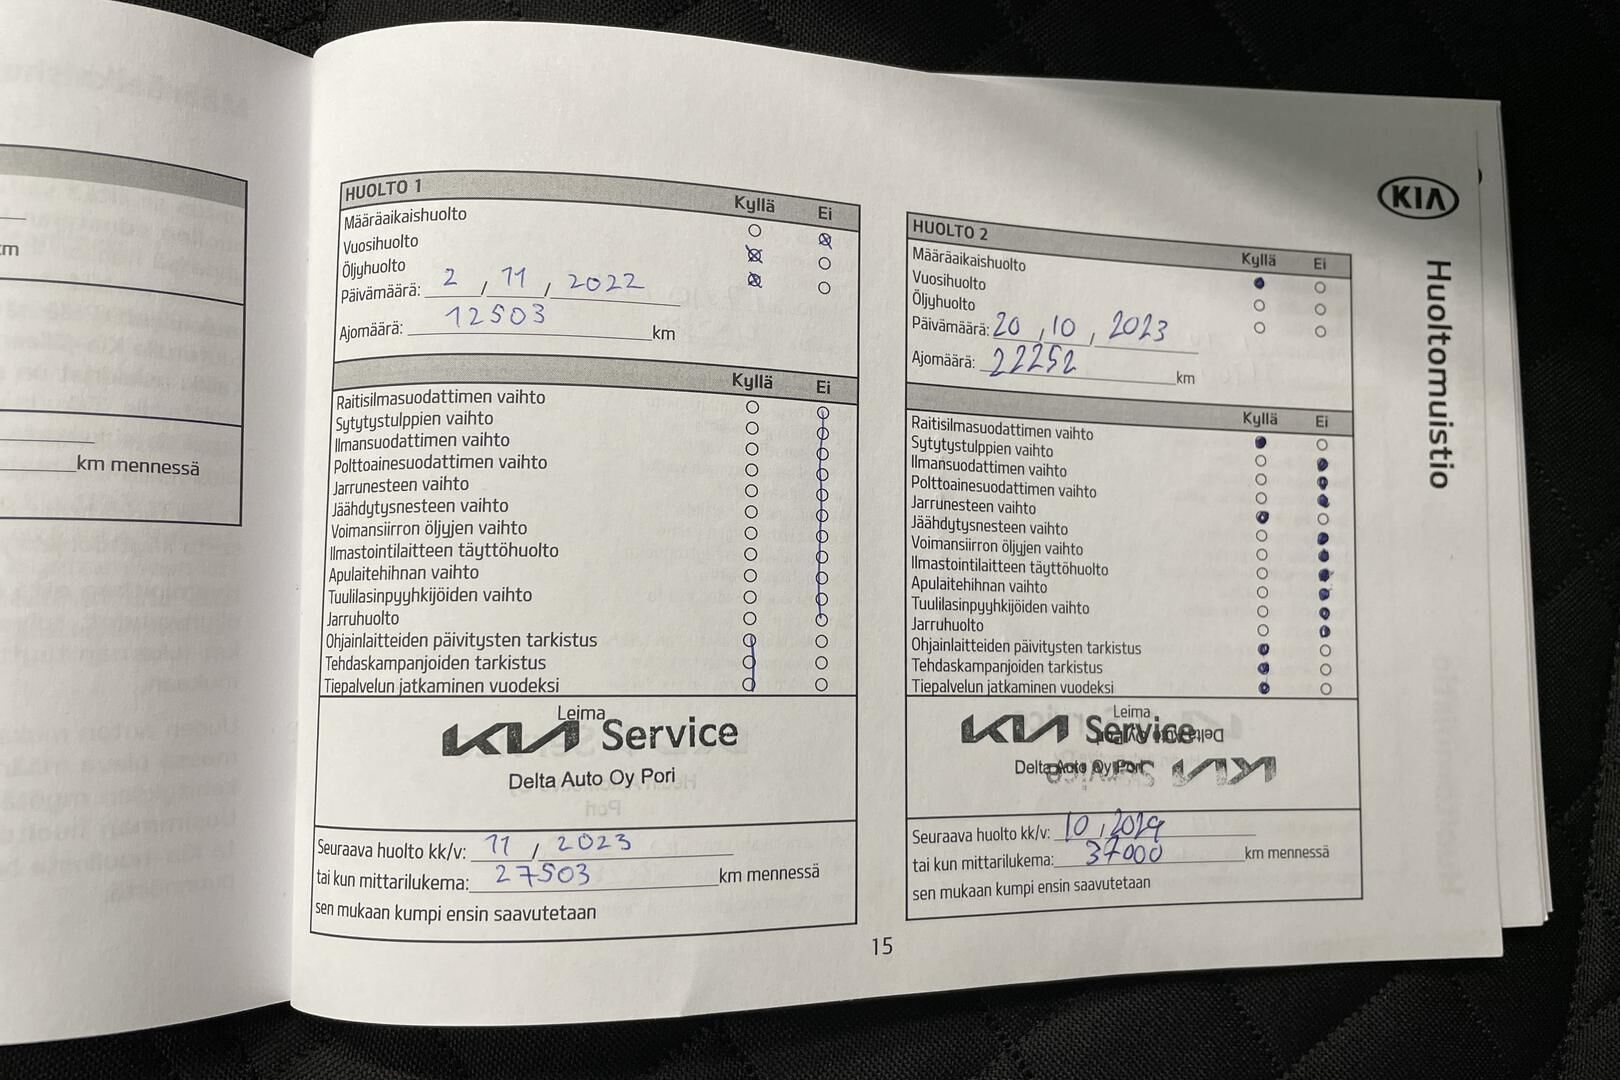 km
km mennessä
HUOLTO 1
Kyllä Ei
Määräaikaishuolto
Vuosihuolto
Öljyhuolto
Päivämäärä: 2 / 11 / 2022
Ajomäärä: 12503 km
Kyllä Ei
Raitisilmasuodattimen vaihto
Sytytystulppien vaihto
Ilmansuodattimen vaihto
Polttoainesuodattimen vaihto
Jarrunesteen vaihto
Jäähdytysnesteen vaihto
Voimansiirron öljyjen vaihto
Ilmastointilaitteen täyttöhuolto
Apulaitehihnan vaihto
Tuulilasinpyyhkijöiden vaihto
Jarruhuolto
Ohjainlaitteiden päivitysten tarkistus
Tehdaskampanjoiden tarkistus
Tiepalvelun jatkaminen vuodeksi
Leima
KIA Service
Delta Auto Oy Pori
Seuraava huolto kk/v: 11 / 2023
tai kun mittarilukema: 27503 km mennessä
sen mukaan kumpi ensin saavutetaan
HUOLTO 2
Kyllä Ei
Määräaikaishuolto
Vuosihuolto
Öljyhuolto
Päivämäärä: 20 / 10 / 2023
Ajomäärä: 22252 km
Kyllä Ei
Raitisilmasuodattimen vaihto
Sytytystulppien vaihto
Ilmansuodattimen vaihto
Polttoainesuodattimen vaihto
Jarrunesteen vaihto
Jäähdytysnesteen vaihto
Voimansiirron öljyjen vaihto
Ilmastointilaitteen täyttöhuolto
Apulaitehihnan vaihto
Tuulilasinpyyhkijöiden vaihto
Jarruhuolto
Ohjainlaitteiden päivitysten tarkistus
Tehdaskampanjoiden tarkistus
Tiepalvelun jatkaminen vuodeksi
Leima
KIA Service
Delta Auto Oy Pori
KIA Service
Delta Auto Oy Pori
Seuraava huolto kk/v: 10 / 2024
tai kun mittarilukema: 37000 km mennessä
sen mukaan kumpi ensin saavutetaan
KIA
Huoltomuistio
15